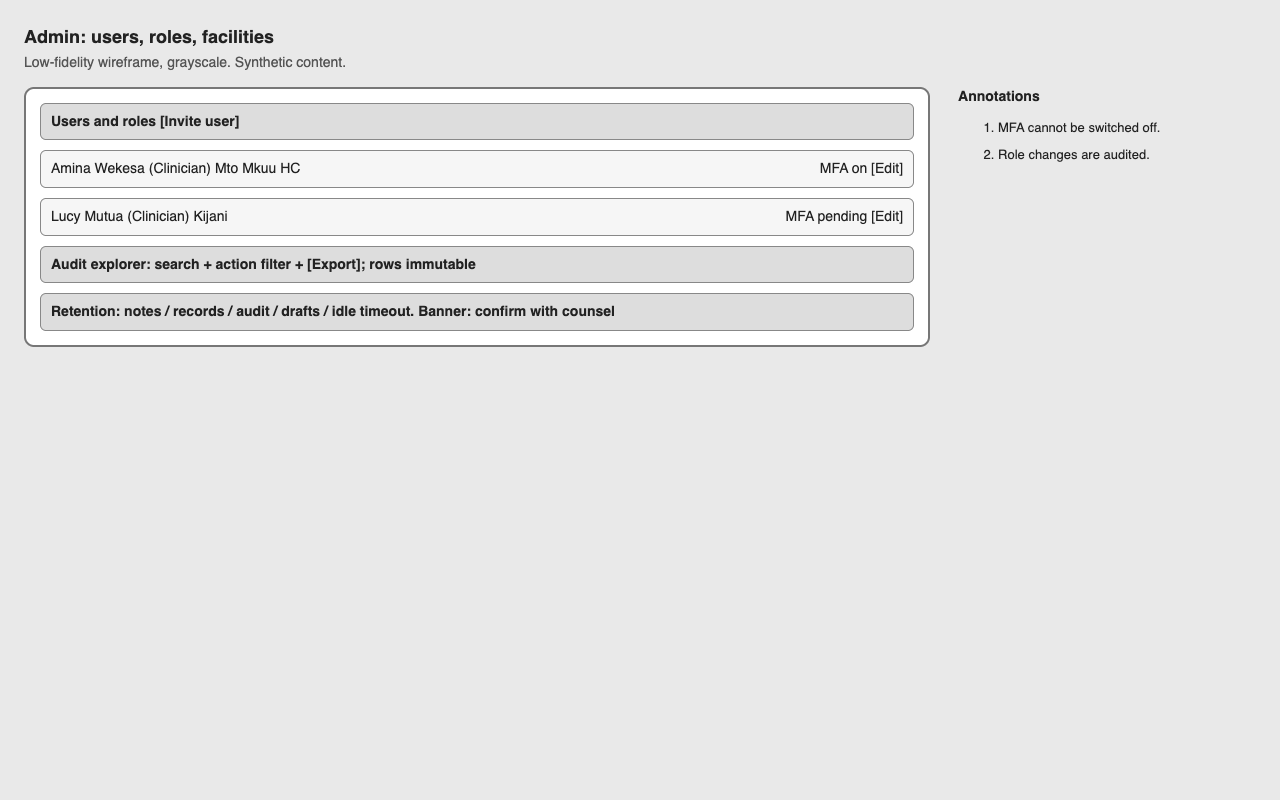 Admin: users, roles, facilities
Low-fidelity wireframe, grayscale. Synthetic content.
Users and roles [Invite user]
Amina Wekesa (Clinician) Mto Mkuu HC MFA on [Edit]
Lucy Mutua (Clinician) Kijani MFA pending [Edit]
Audit explorer: search + action filter + [Export]; rows immutable
Retention: notes / records / audit / drafts / idle timeout. Banner: confirm with counsel
Annotations
1. MFA cannot be switched off.
2. Role changes are audited.